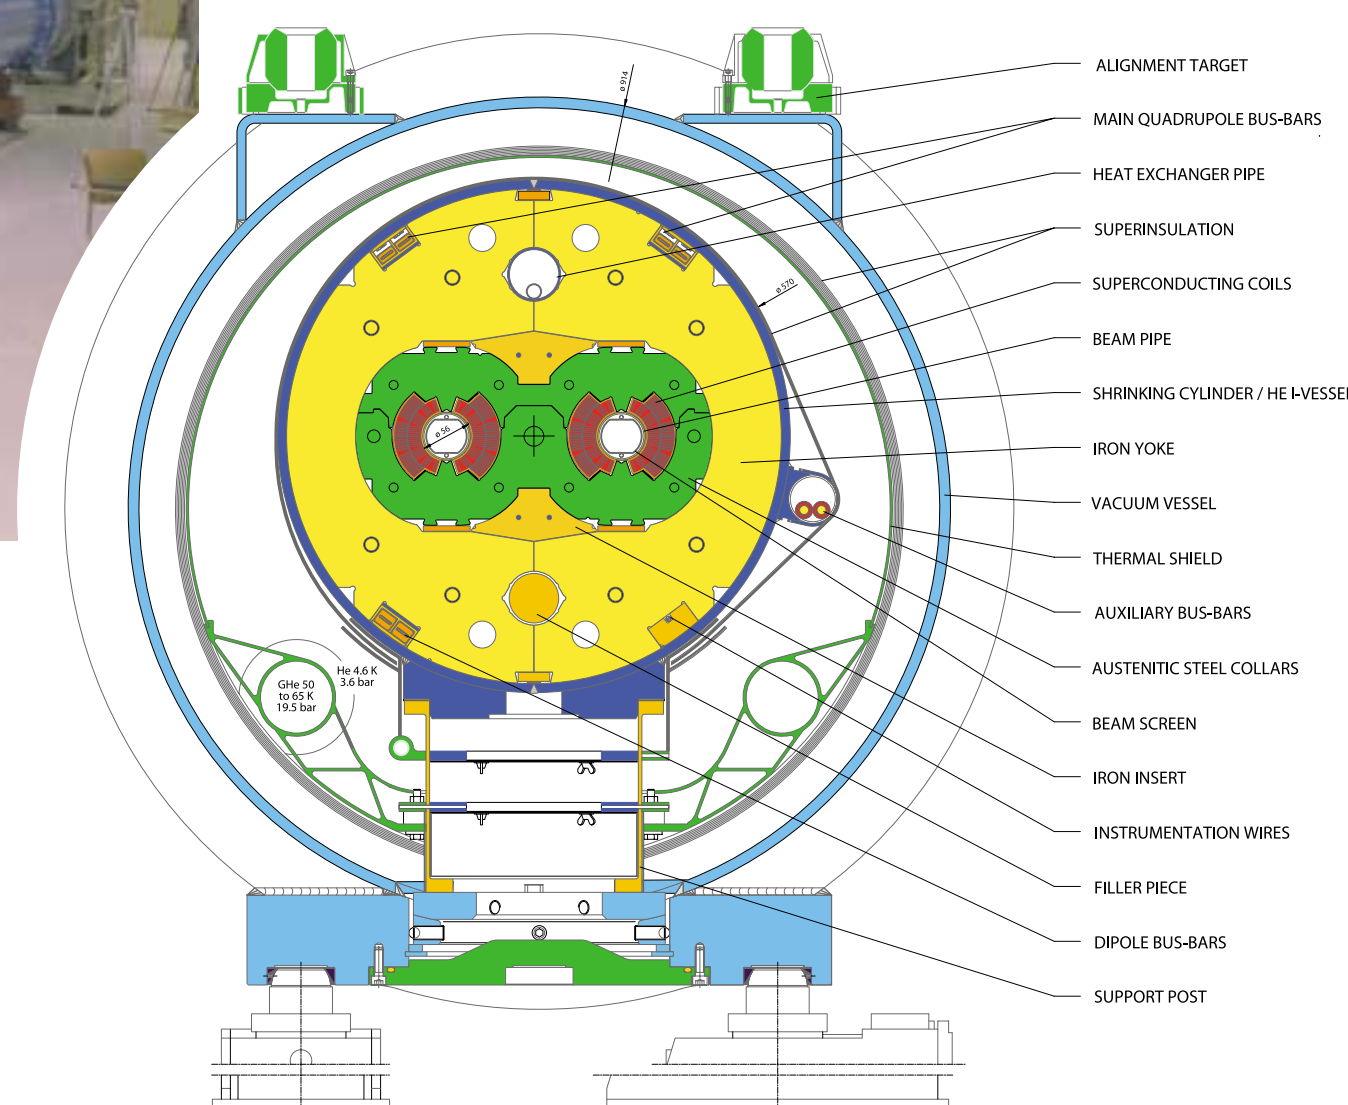 ø 914
ALIGNMENT TARGET
MAIN QUADRUPOLE BUS-BARS
HEAT EXCHANGER PIPE
SUPERINSULATION
ø 570
SUPERCONDUCTING COILS
BEAM PIPE
SHRINKING CYLINDER / HE I-VESSEL
ø 56
IRON YOKE
VACUUM VESSEL
THERMAL SHIELD
AUXILIARY BUS-BARS
AUSTENITIC STEEL COLLARS
He 4.6 K
3.6 bar
GHe 50
to 65 K
19.5 bar
BEAM SCREEN
IRON INSERT
INSTRUMENTATION WIRES
FILLER PIECE
DIPOLE BUS-BARS
SUPPORT POST